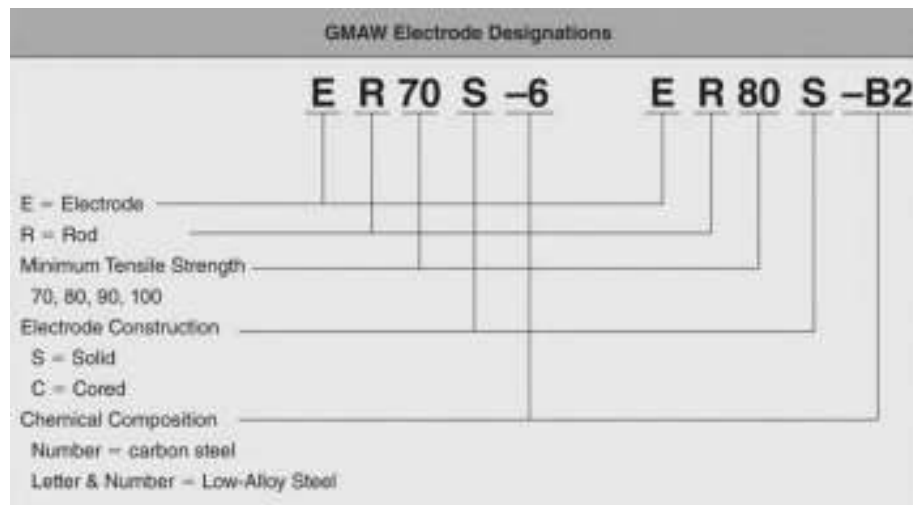 GMAW Electrode Designations
E R 70 S –6 E R 80 S –B2
E = Electrode
R = Rod
Minimum Tensile Strength
70, 80, 90, 100
Electrode Construction
S = Solid
C = Cored
Chemical Composition
Number = carbon steel
Letter & Number = Low-Alloy Steel